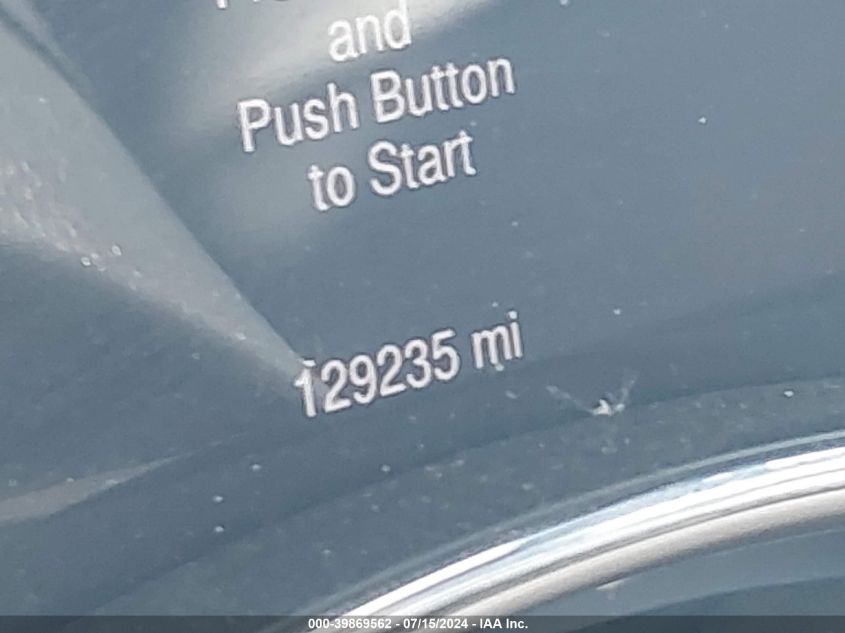 and
Push Button
to Start
129235 mi
000-39869562 - 07/15/2024 - IAA Inc.